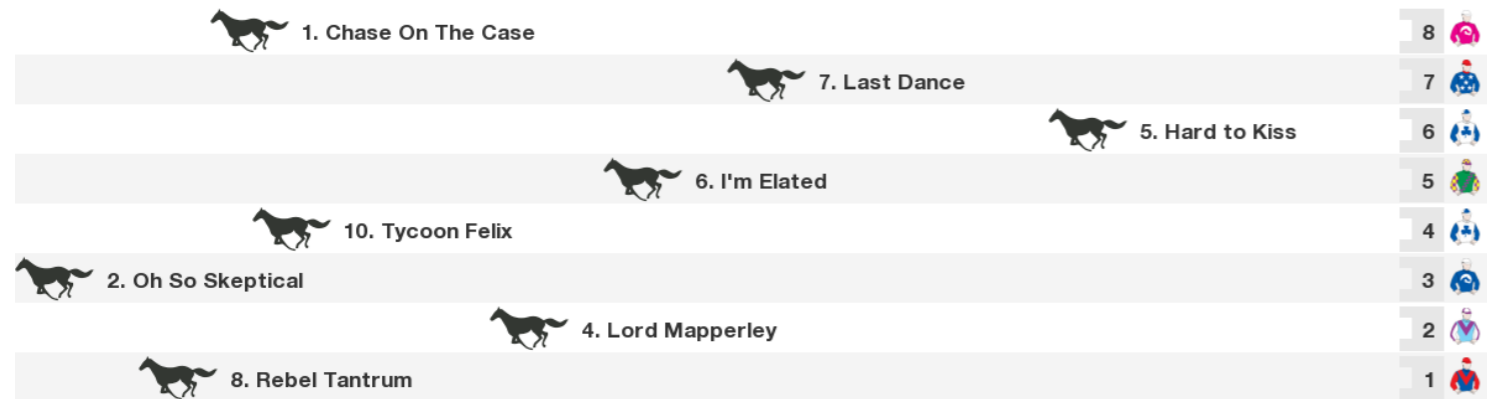 1. Chase On The Case 8
7. Last Dance 7
5. Hard to Kiss 6
6. I'm Elated 5
10. Tycoon Felix 4
2. Oh So Skeptical 3
4. Lord Mapperley 2
8. Rebel Tantrum 1